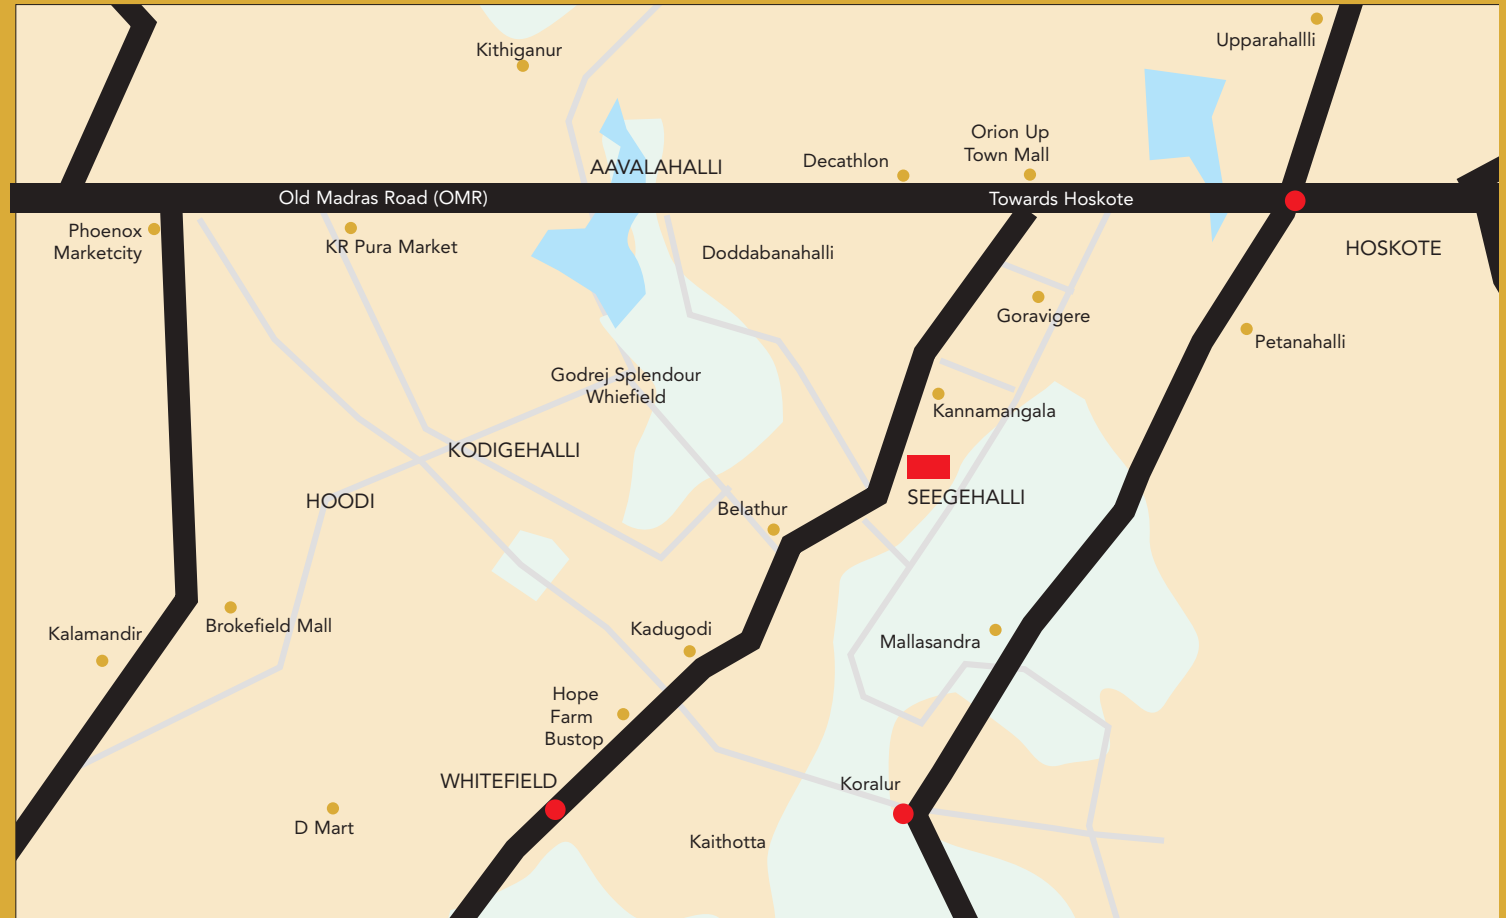 Upparahallli
Kithiganur
Orion Up
Town Mall
Decathlon
AAVALAHALLI
Old Madras Road (OMR)
Towards Hoskote
Phoenox
Marketcity
KR Pura Market
Doddabanahalli
HOSKOTE
Goravigere
Petanahalli
Godrej Splendour
Whiefield
Kannamangala
KODIGEHALLI
HOODI
SEEGEHALLI
Belathur
Brokefield Mall
Kalamandir
Kadugodi
Mallasandra
Hope
Farm
Bustop
WHITEFIELD
Koralur
D Mart
Kaithotta